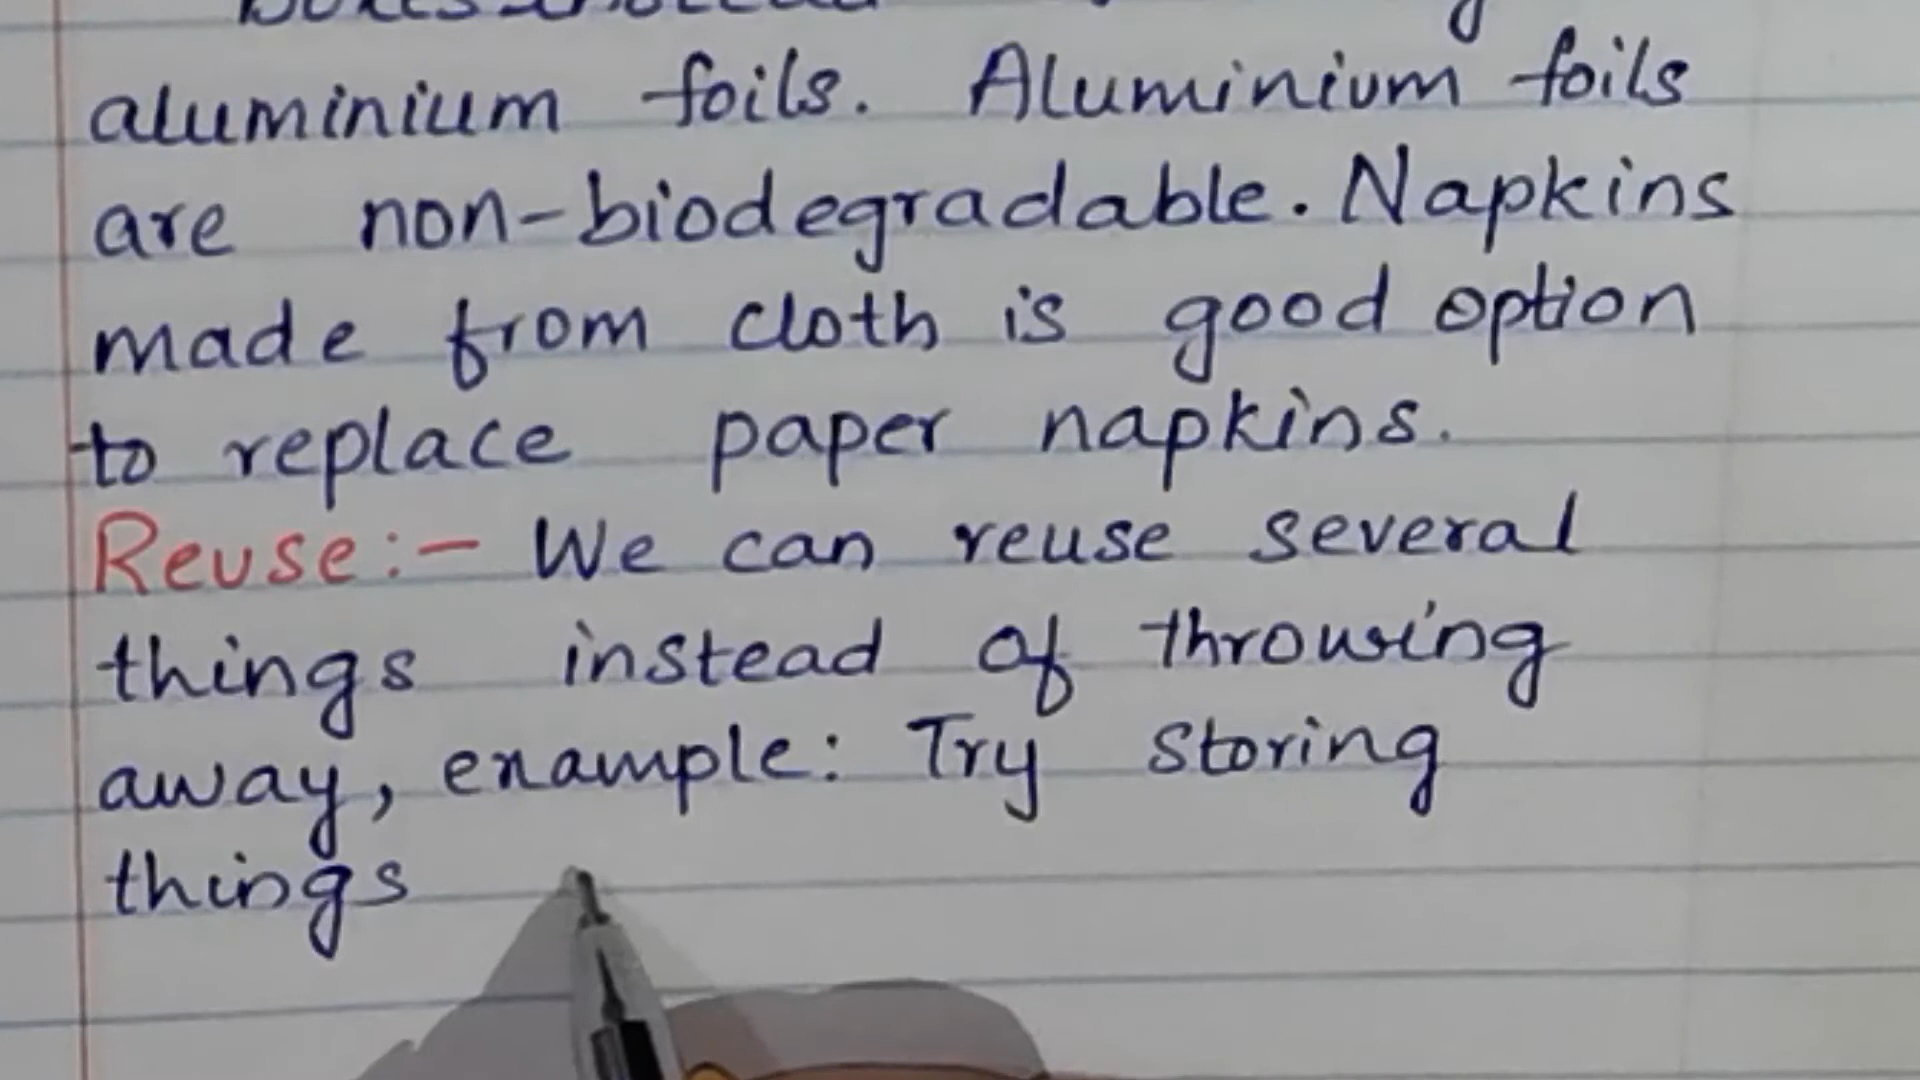 aluminium foils. Aluminium foils
are non-biodegradable. Napkins
made from cloth is good option
to replace paper napkins.
Reuse:- We can reuse several
things instead of throwing
away, example: Try storing
things